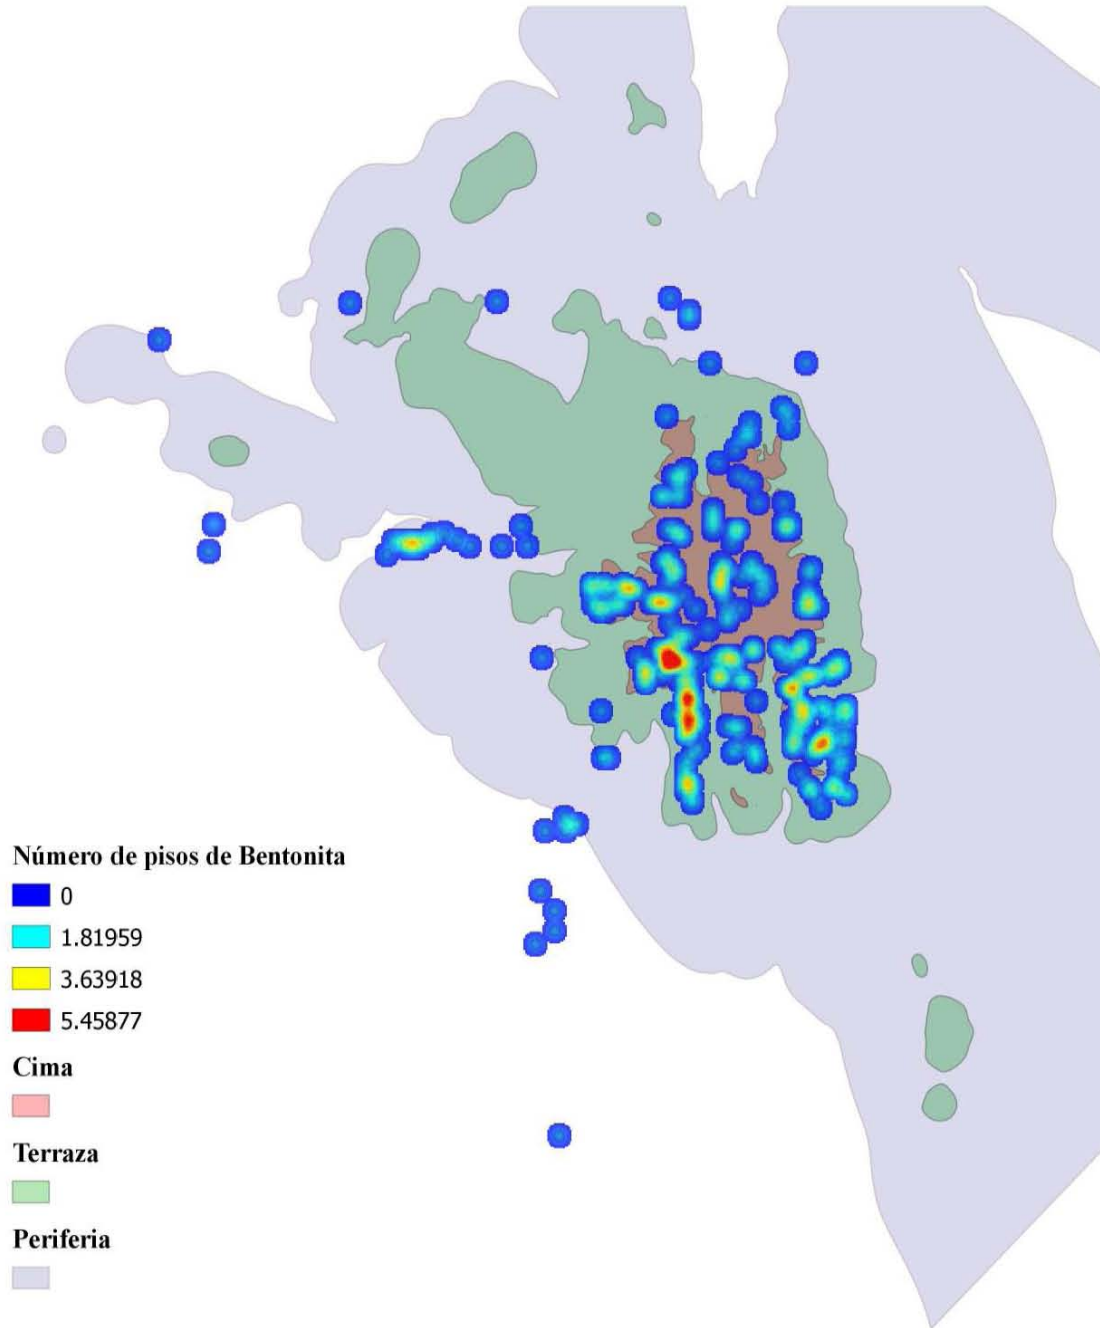 Número de pisos de Bentonita
0
1.81959
3.63918
5.45877
Cima
Terraza
Periferia